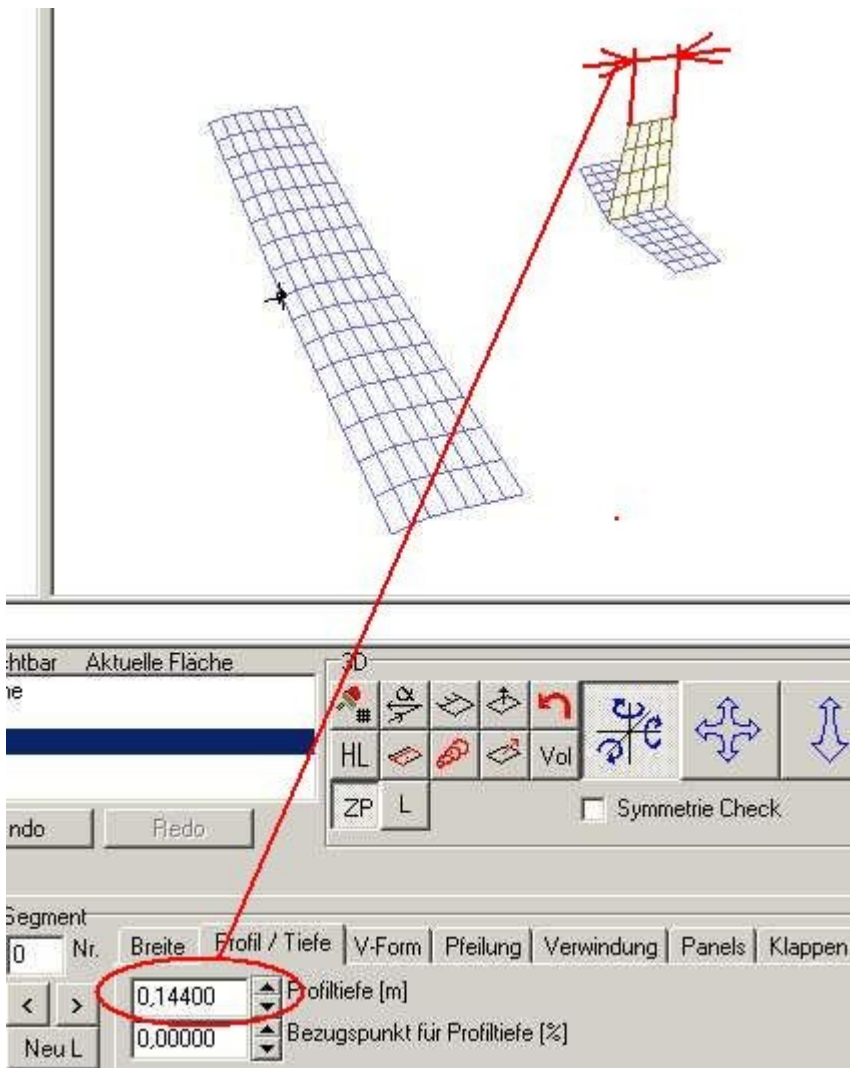 chtbar Aktuelle Fläche
ne
3D
α
HL
Vol
ZP L
Symmetrie Check
ndo Redo
Segment
0 Nr. Breite Profil / Tiefe V-Form Pfeilung Verwindung Panels Klappen
< > 0,14400 Profiltiefe [m]
Neu L 0,00000 Bezugspunkt für Profiltiefe [%]